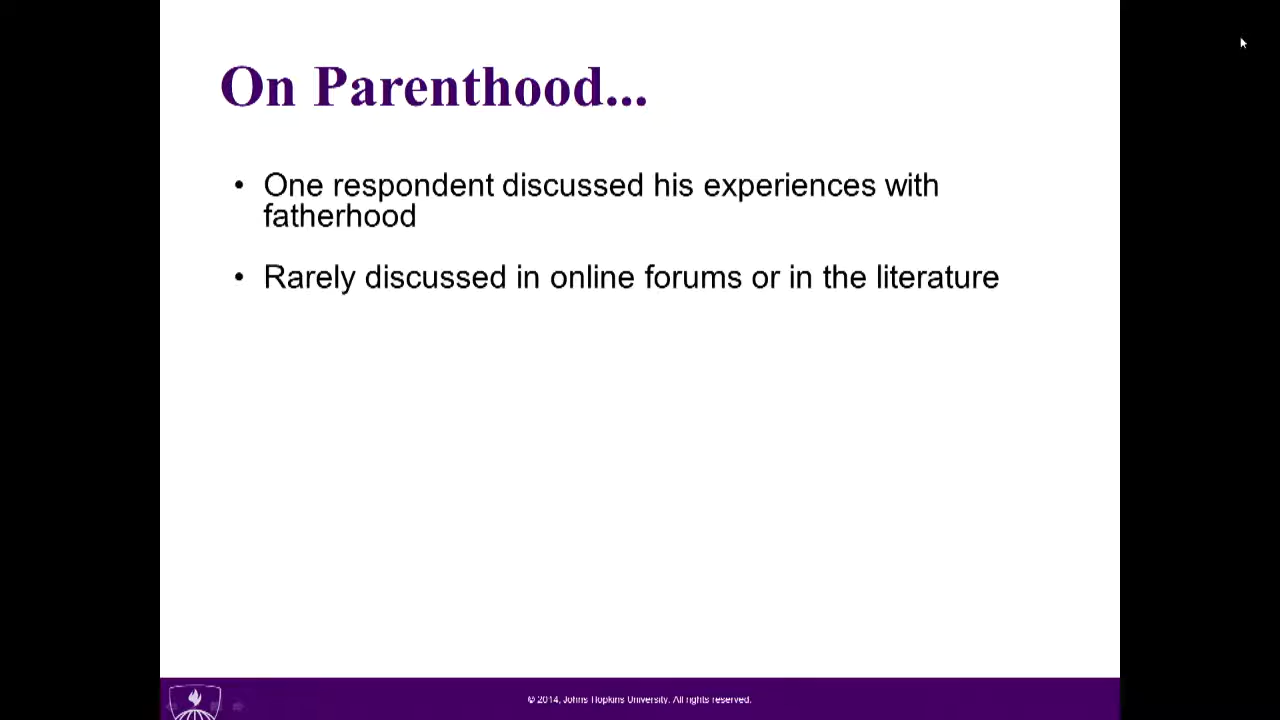 On Parenthood...
• One respondent discussed his experiences with
fatherhood
• Rarely discussed in online forums or in the literature
© 2014, Johns Hopkins University. All rights reserved.